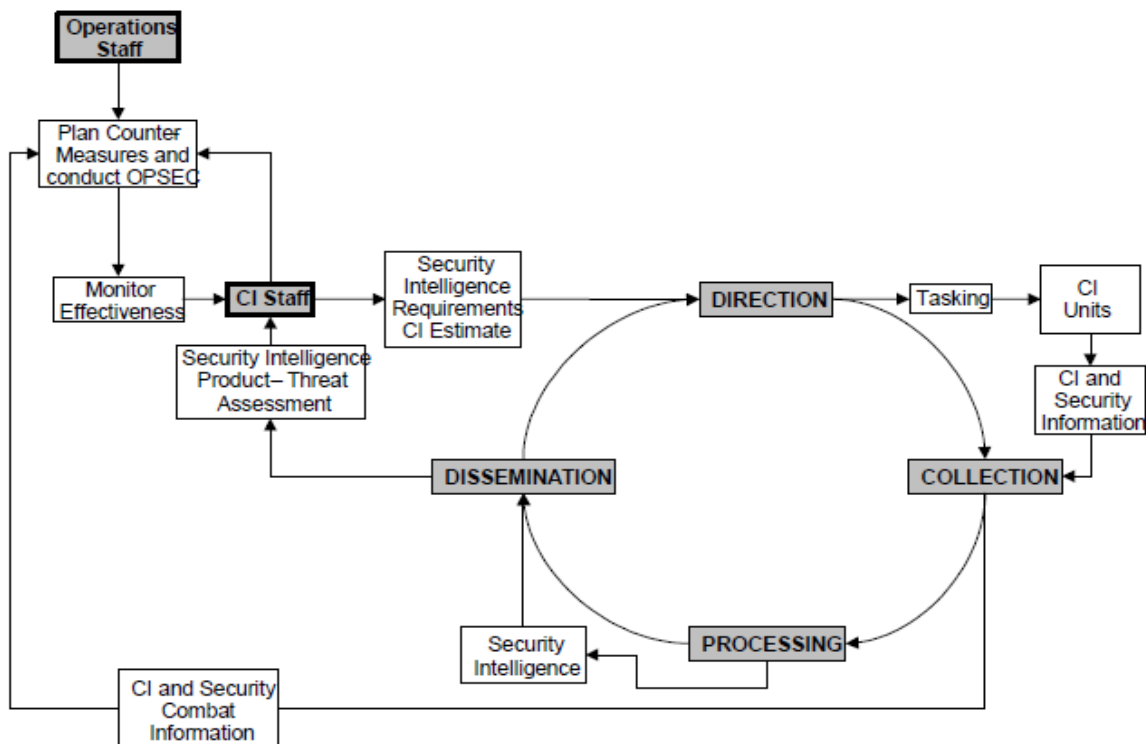 Operations
Staff
Plan Counter-
Measures and
conduct OPSEC
Monitor
Effectiveness
CI Staff
Security
Intelligence
Requirements
CI Estimate
DIRECTION
Tasking
CI
Units
Security Intelligence
Product– Threat
Assessment
CI and
Security
Information
DISSEMINATION
COLLECTION
Security
Intelligence
PROCESSING
CI and Security
Combat
Information